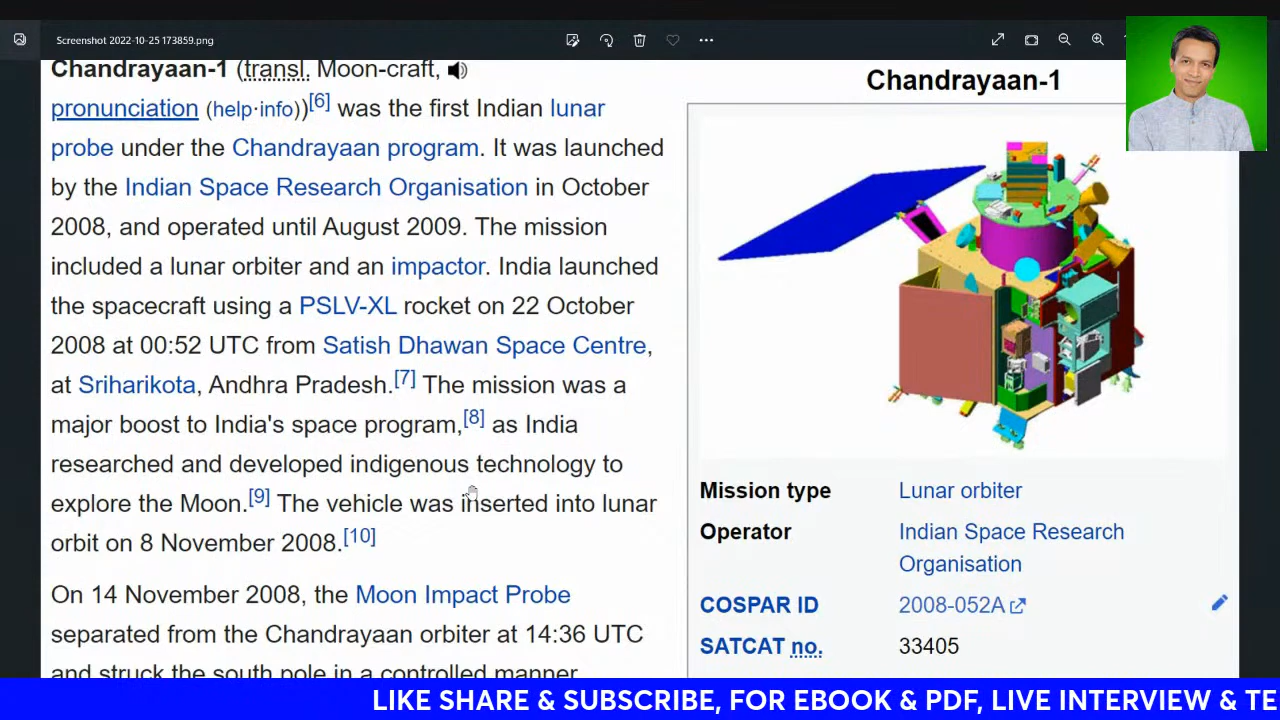 Screenshot 2022-10-25 173859.png
Chandrayaan-1 (transl. Moon-craft,
pronunciation (help·info))[6] was the first Indian lunar
probe under the Chandrayaan program. It was launched
by the Indian Space Research Organisation in October
2008, and operated until August 2009. The mission
included a lunar orbiter and an impactor. India launched
the spacecraft using a PSLV-XL rocket on 22 October
2008 at 00:52 UTC from Satish Dhawan Space Centre,
at Sriharikota, Andhra Pradesh.[7] The mission was a
major boost to India's space program,[8] as India
researched and developed indigenous technology to
explore the Moon.[9] The vehicle was inserted into lunar
orbit on 8 November 2008.[10]
On 14 November 2008, the Moon Impact Probe
separated from the Chandrayaan orbiter at 14:36 UTC
and struck the south pole in a controlled manner
Chandrayaan-1
Mission type Lunar orbiter
Operator Indian Space Research
Organisation
COSPAR ID 2008-052A
SATCAT no. 33405
LIKE SHARE & SUBSCRIBE, FOR EBOOK & PDF, LIVE INTERVIEW & TE